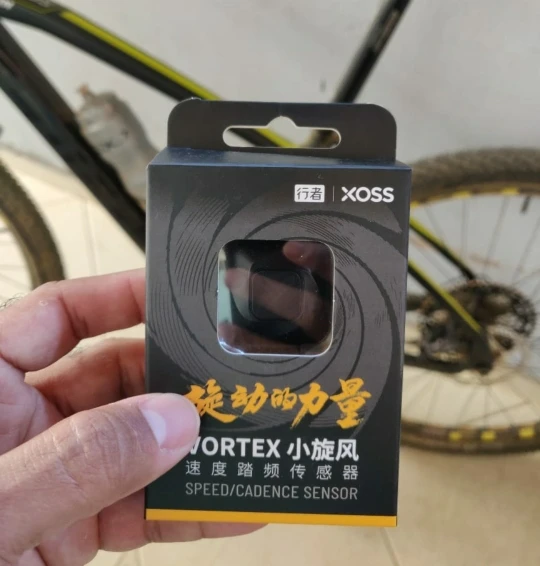 行者 | XOSS
旋动的力量
VORTEX 小旋风
速度踏频传感器
SPEED/CADENCE SENSOR